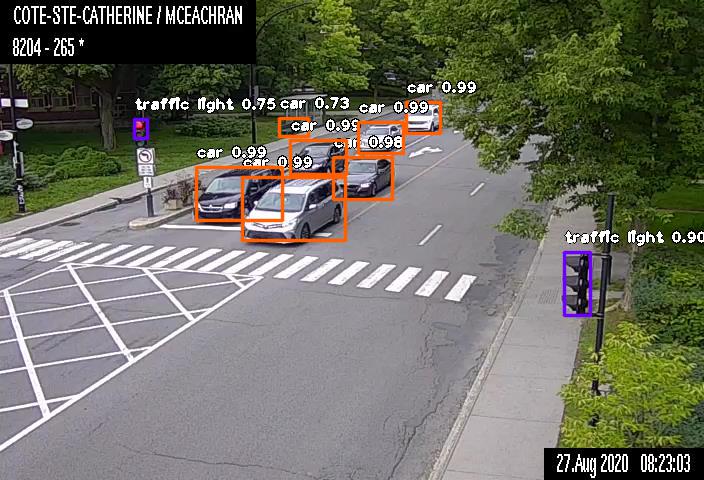 COTE-STE-CATHERINE / MCEACHRAN
8204 - 265 *
car 0.99
traffic light 0.75
car 0.73
car 0.99
car 0.99
car 0.98
car 0.99
car 0.99
traffic light 0.90
27.Aug 2020 08:23:03